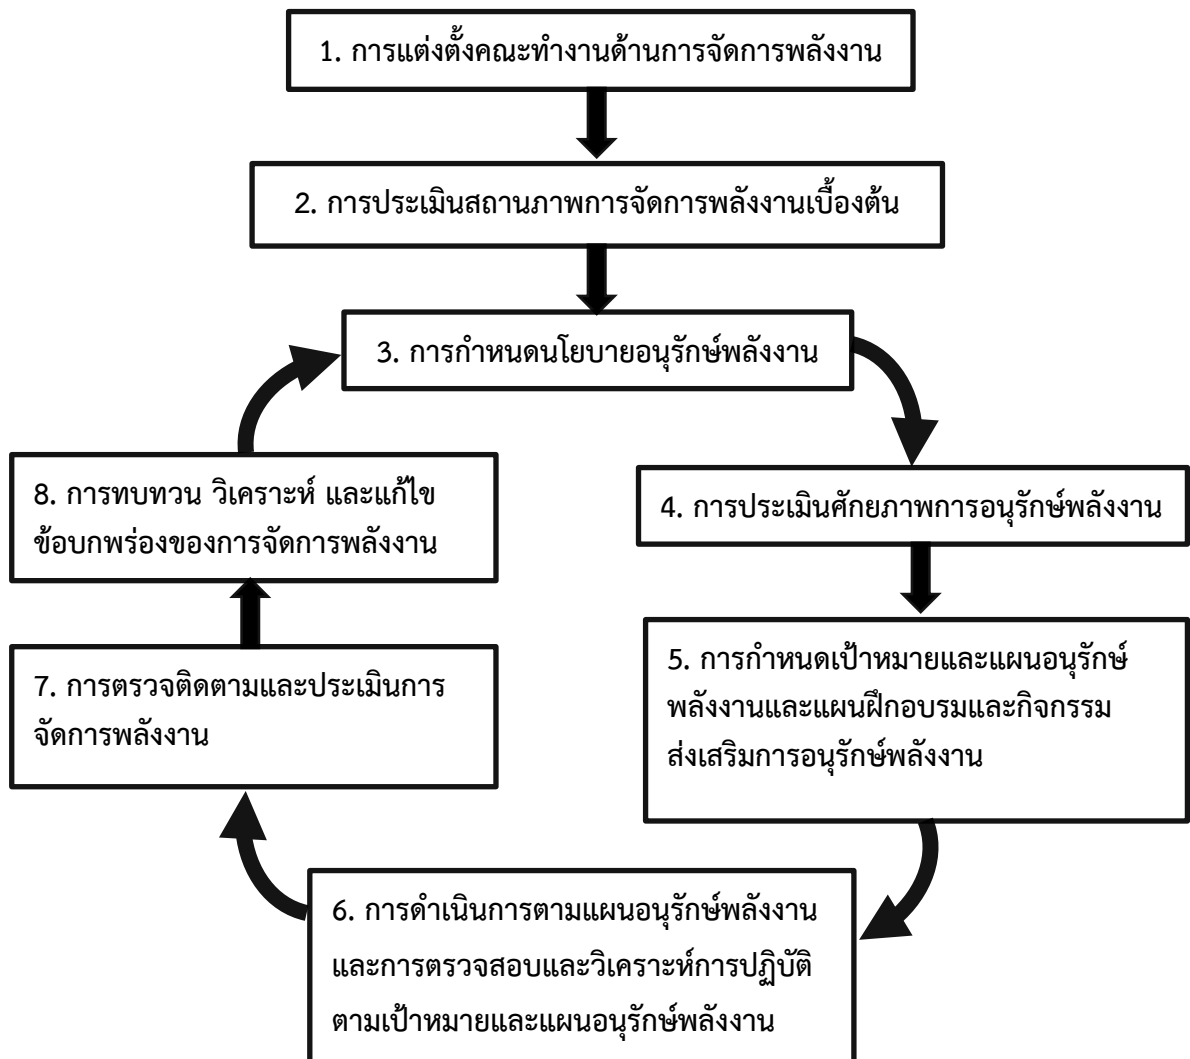 1. การแต่งตั้งคณะทำงานด้านการจัดการพลังงาน
2. การประเมินสถานภาพการจัดการพลังงานเบื้องต้น
3. การกำหนดนโยบายอนุรักษ์พลังงาน
4. การประเมินศักยภาพการอนุรักษ์พลังงาน
5. การกำหนดเป้าหมายและแผนอนุรักษ์
พลังงานและแผนฝึกอบรมและกิจกรรม
ส่งเสริมการอนุรักษ์พลังงาน
6. การดำเนินการตามแผนอนุรักษ์พลังงาน
และการตรวจสอบและวิเคราะห์การปฏิบัติ
ตามเป้าหมายและแผนอนุรักษ์พลังงาน
7. การตรวจติดตามและประเมินการ
จัดการพลังงาน
8. การทบทวน วิเคราะห์ และแก้ไข
ข้อบกพร่องของการจัดการพลังงาน